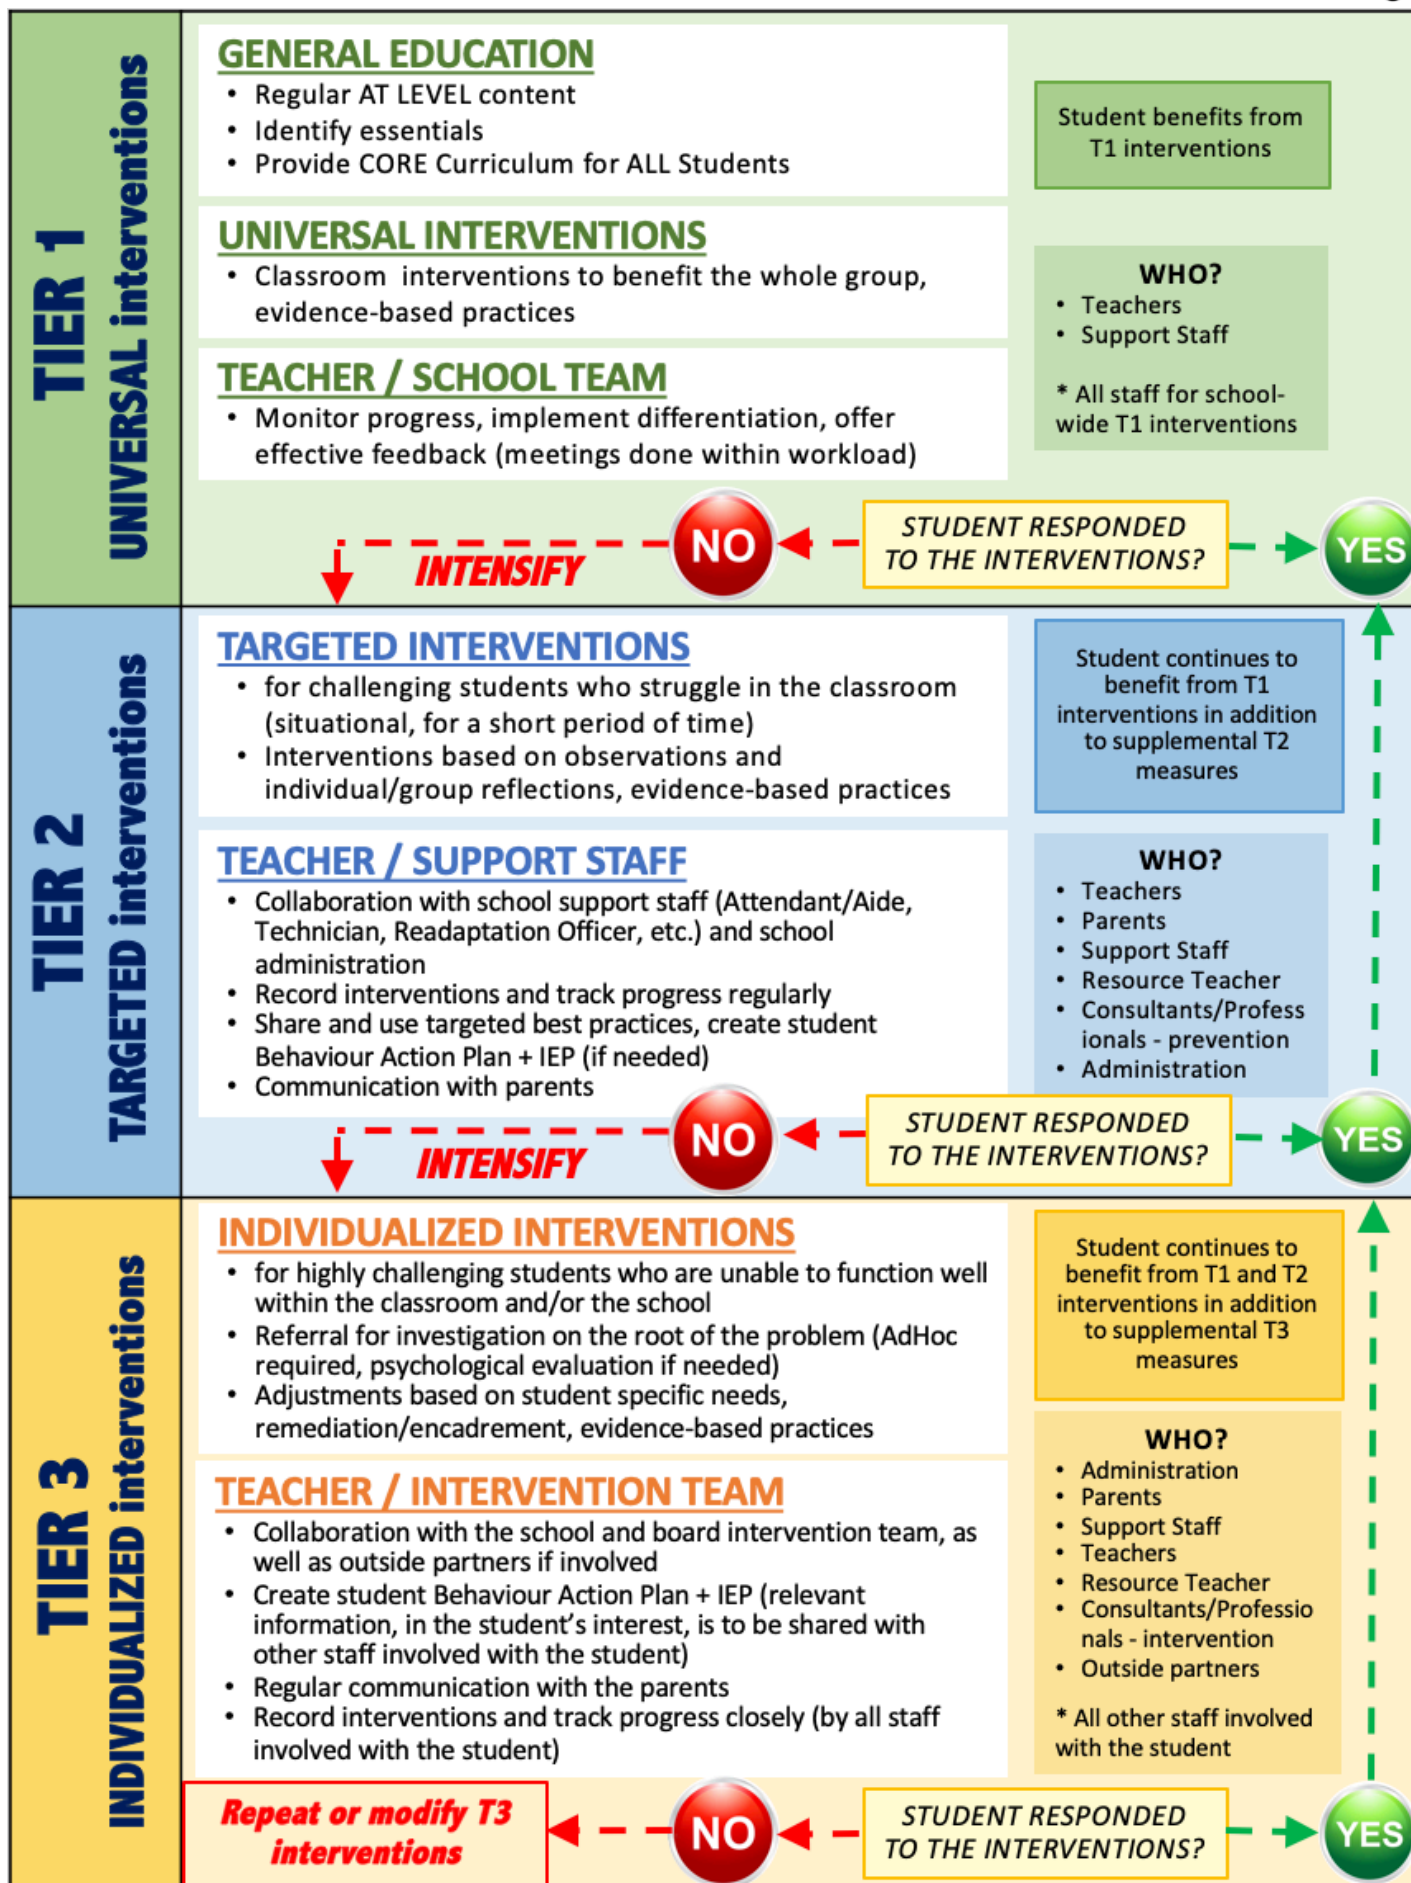 TIER 1
UNIVERSAL interventions
GENERAL EDUCATION
• Regular AT LEVEL content
• Identify essentials
• Provide CORE Curriculum for ALL Students
Student benefits from
T1 interventions
UNIVERSAL INTERVENTIONS
• Classroom interventions to benefit the whole group,
evidence-based practices
TEACHER / SCHOOL TEAM
• Monitor progress, implement differentiation, offer
effective feedback (meetings done within workload)
WHO?
• Teachers
• Support Staff
* All staff for school-
wide T1 interventions
INTENSIFY
NO
STUDENT RESPONDED
TO THE INTERVENTIONS?
YES
TIER 2
TARGETED interventions
TARGETED INTERVENTIONS
• for challenging students who struggle in the classroom
(situational, for a short period of time)
• Interventions based on observations and
individual/group reflections, evidence-based practices
Student continues to
benefit from T1
interventions in addition
to supplemental T2
measures
TEACHER / SUPPORT STAFF
• Collaboration with school support staff (Attendant/Aide,
Technician, Readaptation Officer, etc.) and school
administration
• Record interventions and track progress regularly
• Share and use targeted best practices, create student
Behaviour Action Plan + IEP (if needed)
• Communication with parents
WHO?
• Teachers
• Parents
• Support Staff
• Resource Teacher
• Consultants/Profess
ionals - prevention
• Administration
INTENSIFY
NO
STUDENT RESPONDED
TO THE INTERVENTIONS?
YES
TIER 3
INDIVIDUALIZED interventions
INDIVIDUALIZED INTERVENTIONS
• for highly challenging students who are unable to function well
within the classroom and/or the school
• Referral for investigation on the root of the problem (AdHoc
required, psychological evaluation if needed)
• Adjustments based on student specific needs,
remediation/encadrement, evidence-based practices
Student continues to
benefit from T1 and T2
interventions in addition
to supplemental T3
measures
TEACHER / INTERVENTION TEAM
• Collaboration with the school and board intervention team, as
well as outside partners if involved
• Create student Behaviour Action Plan + IEP (relevant
information, in the student's interest, is to be shared with
other staff involved with the student)
• Regular communication with the parents
• Record interventions and track progress closely (by all staff
involved with the student)
WHO?
• Administration
• Parents
• Support Staff
• Teachers
• Resource Teacher
• Consultants/Professio
nals - intervention
• Outside partners
* All other staff involved
with the student
Repeat or modify T3
interventions
NO
STUDENT RESPONDED
TO THE INTERVENTIONS?
YES